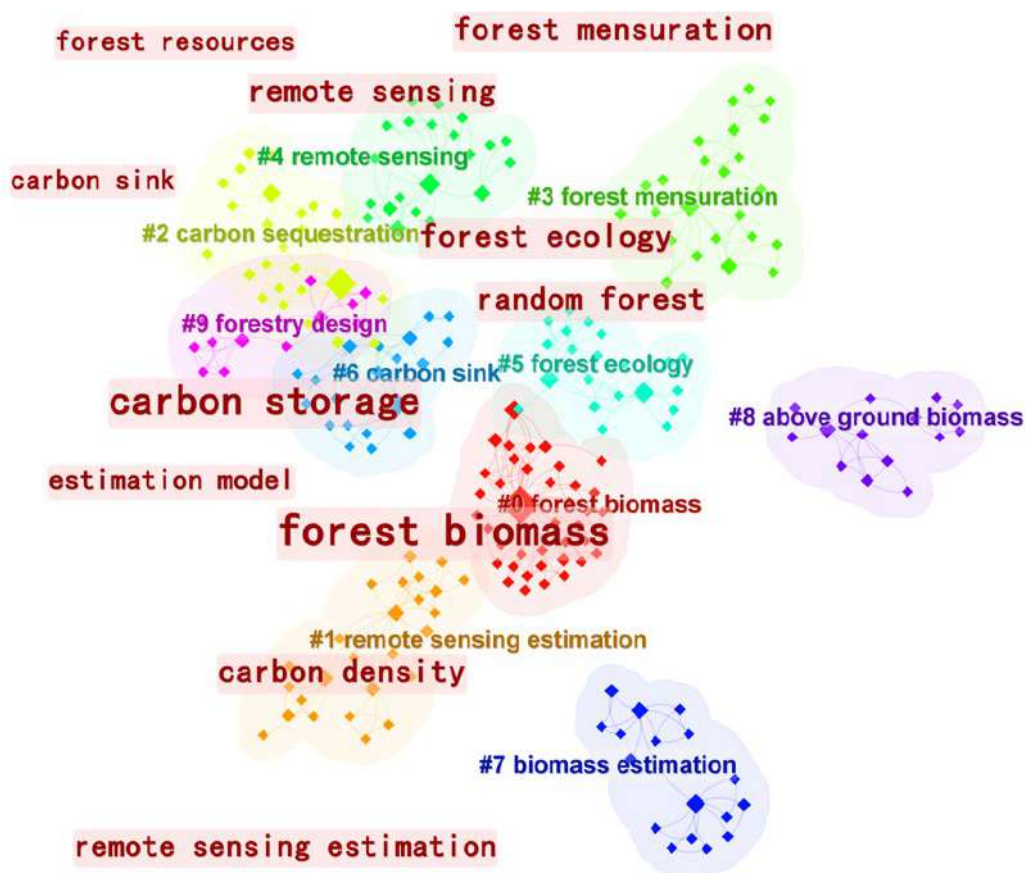 forest mensuration
forest resources
remote sensing
#4 remote sensing
carbon sink
#3 forest mensuration
#2 carbon sequestration
forest ecology
random forest
#9 forestry design
#5 forest ecology
#6 carbon sink
carbon storage
#8 above ground biomass
estimation model
#0 forest biomass
forest biomass
#1 remote sensing estimation
carbon density
#7 biomass estimation
remote sensing estimation